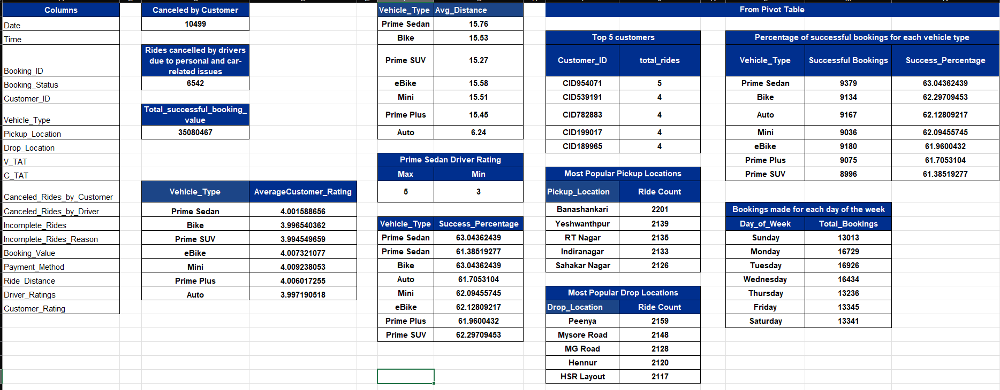 Columns
Date
Time
Booking_ID
Booking_Status
Customer_ID
Vehicle_Type
Pickup_Location
Drop_Location
V_TAT
C_TAT
Canceled_Rides_by_Customer
Canceled_Rides_by_Driver
Incomplete_Rides
Incomplete_Rides_Reason
Booking_Value
Payment_Method
Ride_Distance
Driver_Ratings
Customer_Rating
Canceled by Customer
10499
Rides cancelled by drivers
due to personal and car-
related issues
6542
Total_successful_booking_
value
35080467
Vehicle_Type AverageCustomer_Rating
Prime Sedan 4.001588656
Bike 3.996540362
Prime SUV 3.994549659
eBike 4.007321077
Mini 4.009238053
Prime Plus 4.006017255
Auto 3.997190518
Vehicle_Type Avg_Distance
Prime Sedan 15.76
Bike 15.53
Prime SUV 15.27
eBike 15.58
Mini 15.51
Prime Plus 15.45
Auto 6.24
Prime Sedan Driver Rating
Max Min
5 3
Vehicle_Type Success_Percentage
Prime Sedan 63.04362439
Prime Sedan 61.38519277
Bike 63.04362439
Auto 61.7053104
Mini 62.09455745
eBike 62.12809217
Prime Plus 61.9600432
Prime SUV 62.29709453
From Pivot Table
Top 5 customers
Customer_ID total_rides
CID954071 5
CID539191 4
CID782883 4
CID199017 4
CID189965 4
Most Popular Pickup Locations
Pickup_Location Ride Count
Banashankari 2201
Yeshwanthpur 2139
RT Nagar 2135
Indiranagar 2133
Sahakar Nagar 2126
Most Popular Drop Locations
Drop_Location Ride Count
Peenya 2159
Mysore Road 2148
MG Road 2128
Hennur 2120
HSR Layout 2117
Percentage of successful bookings for each vehicle type
Vehicle_Type Successful Bookings Success_Percentage
Prime Sedan 9379 63.04362439
Bike 9134 62.29709453
Auto 9167 62.12809217
Mini 9036 62.09455745
eBike 9180 61.9600432
Prime Plus 9075 61.7053104
Prime SUV 8996 61.38519277
Bookings made for each day of the week
Day_of_Week Total_Bookings
Sunday 13013
Monday 16729
Tuesday 16926
Wednesday 16434
Thursday 13236
Friday 13345
Saturday 13341